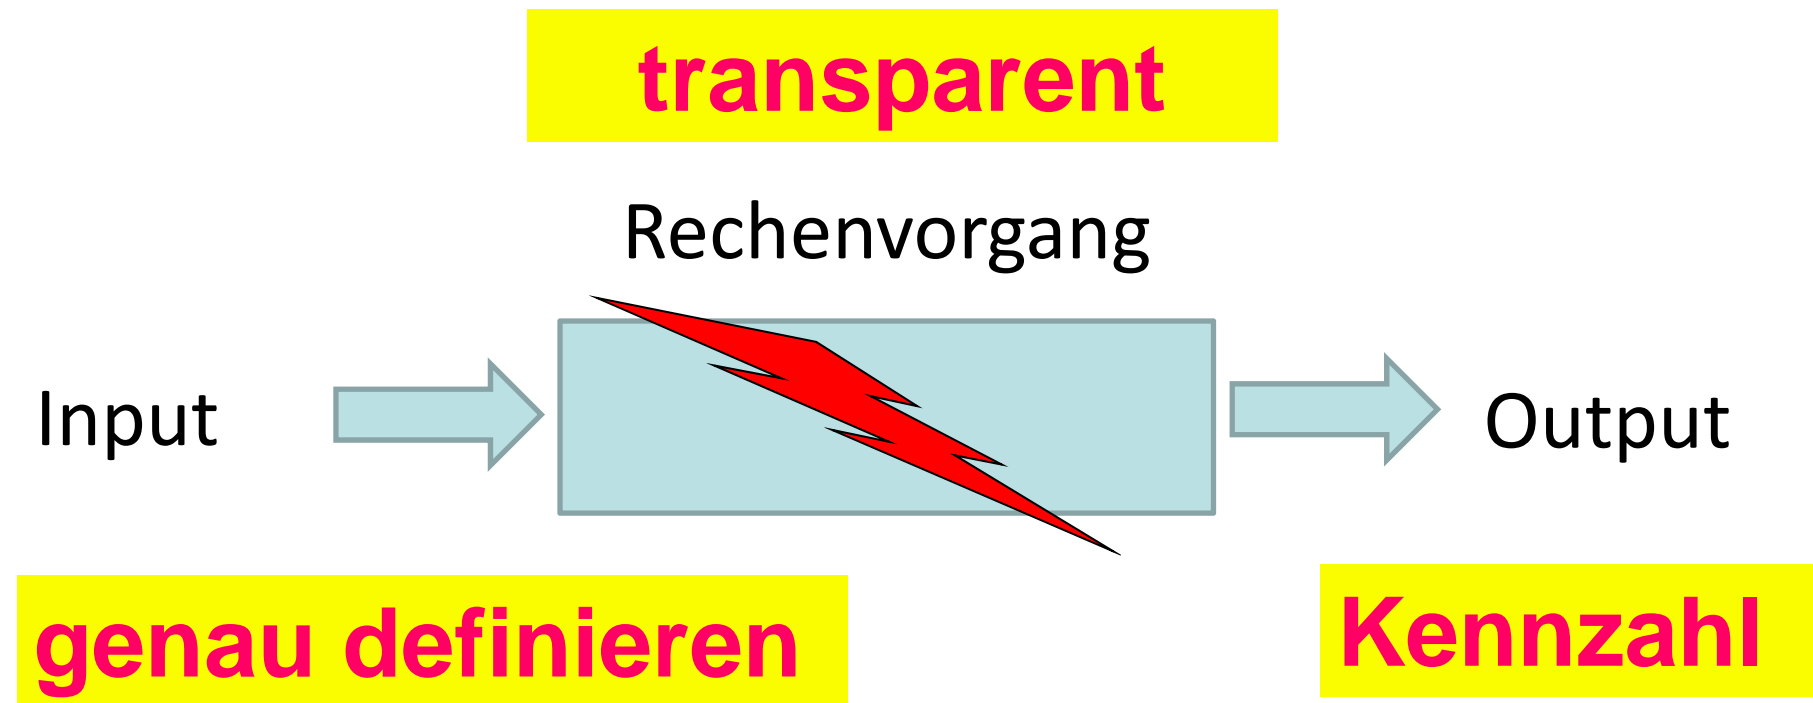 transparent
Rechenvorgang
Input
Output
genau definieren
Kennzahl